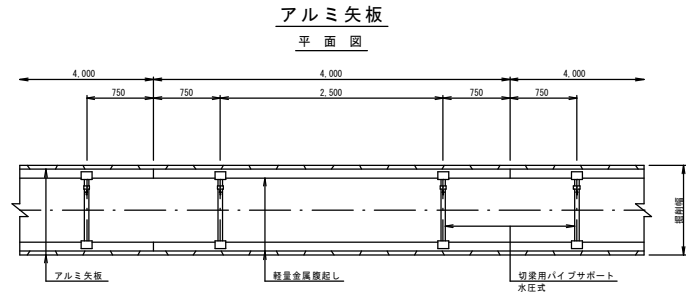 アルミ矢板
平 面 図
4,000 4,000 4,000
750 750 2,500 750 750
掘削幅
アルミ矢板 軽量金属腹起し 切梁用パイプサポート
水圧式